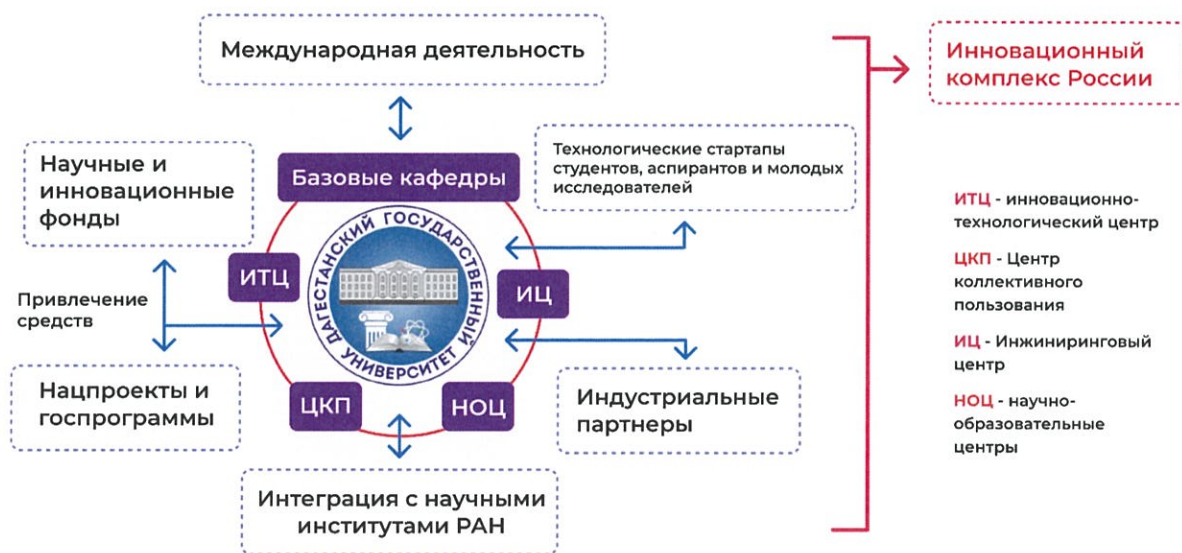 Международная деятельность
Инновационный
комплекс России
Научные и
инновационные
фонды
Базовые кафедры
Технологические стартапы
студентов, аспирантов и молодых
исследователей
ДАГЕСТАНСКИЙ ГОСУДАРСТВЕННЫЙ УНИВЕРСИТЕТ
ИТЦ
ИЦ
ЦКП
НОЦ
Привлечение
средств
Нацпроекты и
госпрограммы
Индустриальные
партнеры
Интеграция с научными
институтами РАН
ИТЦ - инновационно-
технологический центр
ЦКП - Центр
коллективного
пользования
ИЦ - Инжиниринговый
центр
НОЦ - научно-
образовательные
центры